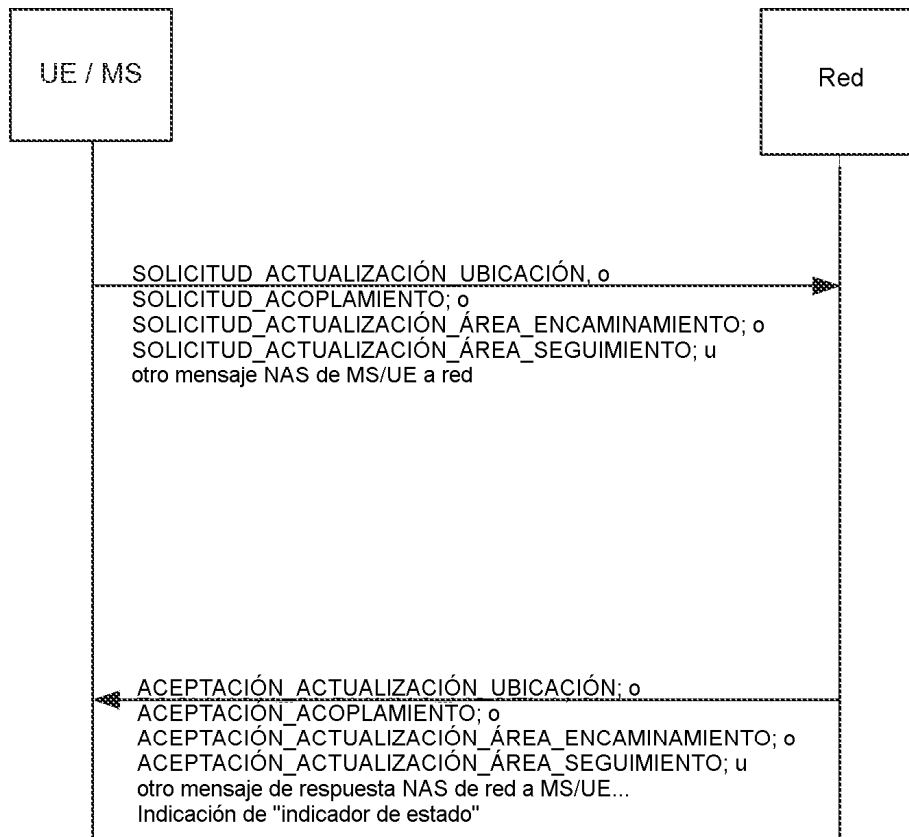 UE / MS
Red
SOLICITUD_ACTUALIZACIÓN_UBICACIÓN, o
SOLICITUD_ACOPLAMIENTO; o
SOLICITUD_ACTUALIZACIÓN_ÁREA_ENCAMINAMIENTO; o
SOLICITUD_ACTUALIZACIÓN_ÁREA_SEGUIMIENTO; u
otro mensaje NAS de MS/UE a red
ACEPTACIÓN_ACTUALIZACIÓN_UBICACIÓN; o
ACEPTACIÓN_ACOPLAMIENTO; o
ACEPTACIÓN_ACTUALIZACIÓN_ÁREA_ENCAMINAMIENTO; o
ACEPTACIÓN_ACTUALIZACIÓN_ÁREA_SEGUIMIENTO; u
otro mensaje de respuesta NAS de red a MS/UE...
Indicación de "indicador de estado"